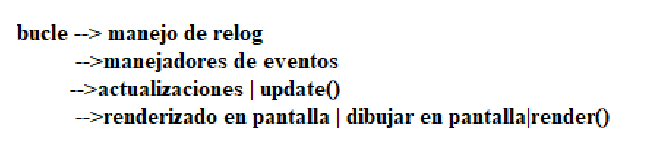 bucle --> manejo de relog
-->manejadores de eventos
-->actualizaciones | update()
-->renderizado en pantalla | dibujar en pantalla|render()